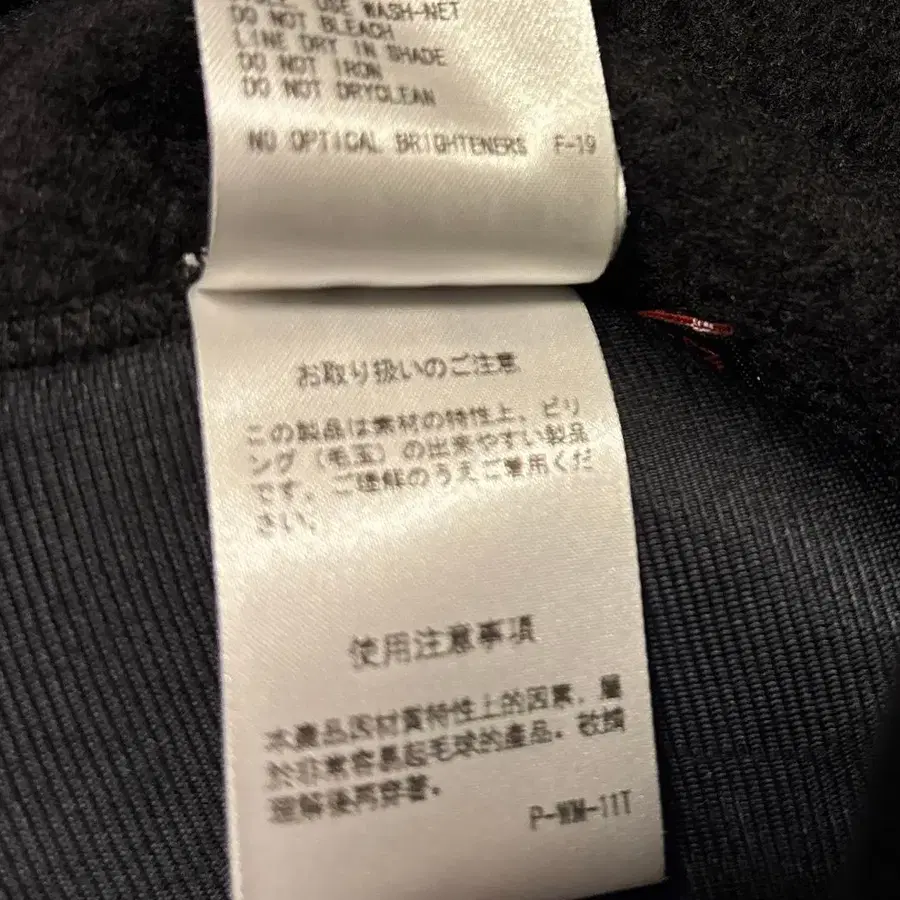 USE WASH-NET
DO NOT BLEACH
LINE DRY IN SHADE
DO NOT IRON
DO NOT DRYCLEAN
NO OPTICAL BRIGHTENERS F-19
お取り扱いのご注意
この製品は素材の特性上、ピリ
ング（毛玉）の出来やすい製品
です。ご理解のうえご着用くだ
さい。
使用注意事項
本產品因材質特性上的因素，屬
於非常容易起毛球的產品。敬請
理解後再穿著。
P-WM-11T